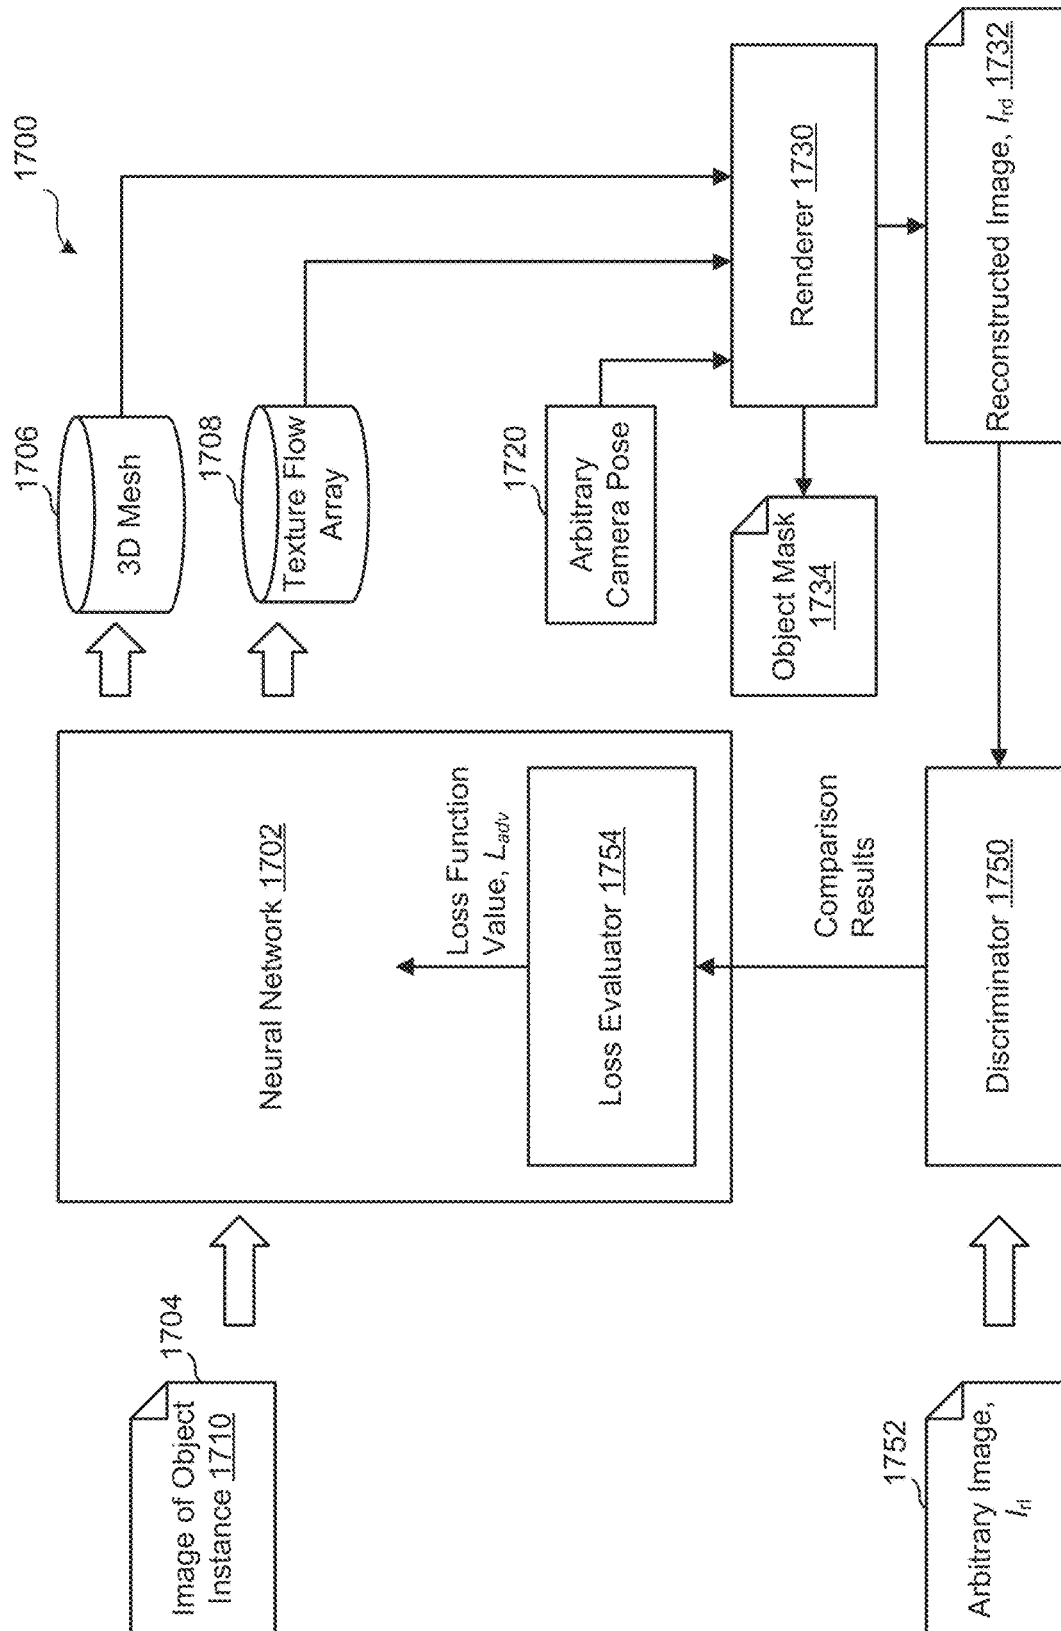 1700
1704
Image of Object
Instance 1710
Neural Network 1702
Loss Function
Value, Ladv
Loss Evaluator 1754
1706
3D Mesh
1708
Texture Flow
Array
1720
Arbitrary
Camera Pose
Renderer 1730
Object Mask
1734
Comparison
Results
1752
Arbitrary Image,
Irl
Discriminator 1750
Reconstructed Image, Ird 1732